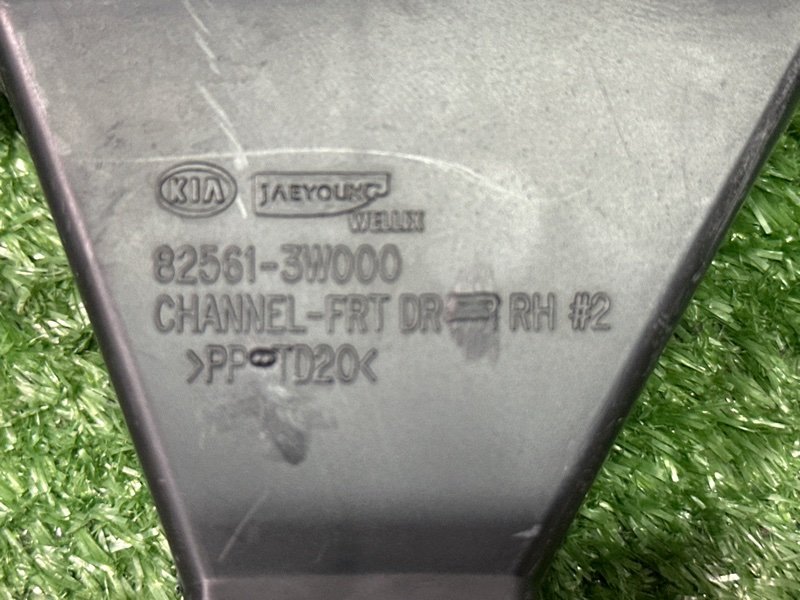 KIA JAEYOUNG
WELLIX
82561-3W000
CHANNEL-FRT DR RH #2
>PP-TD20<